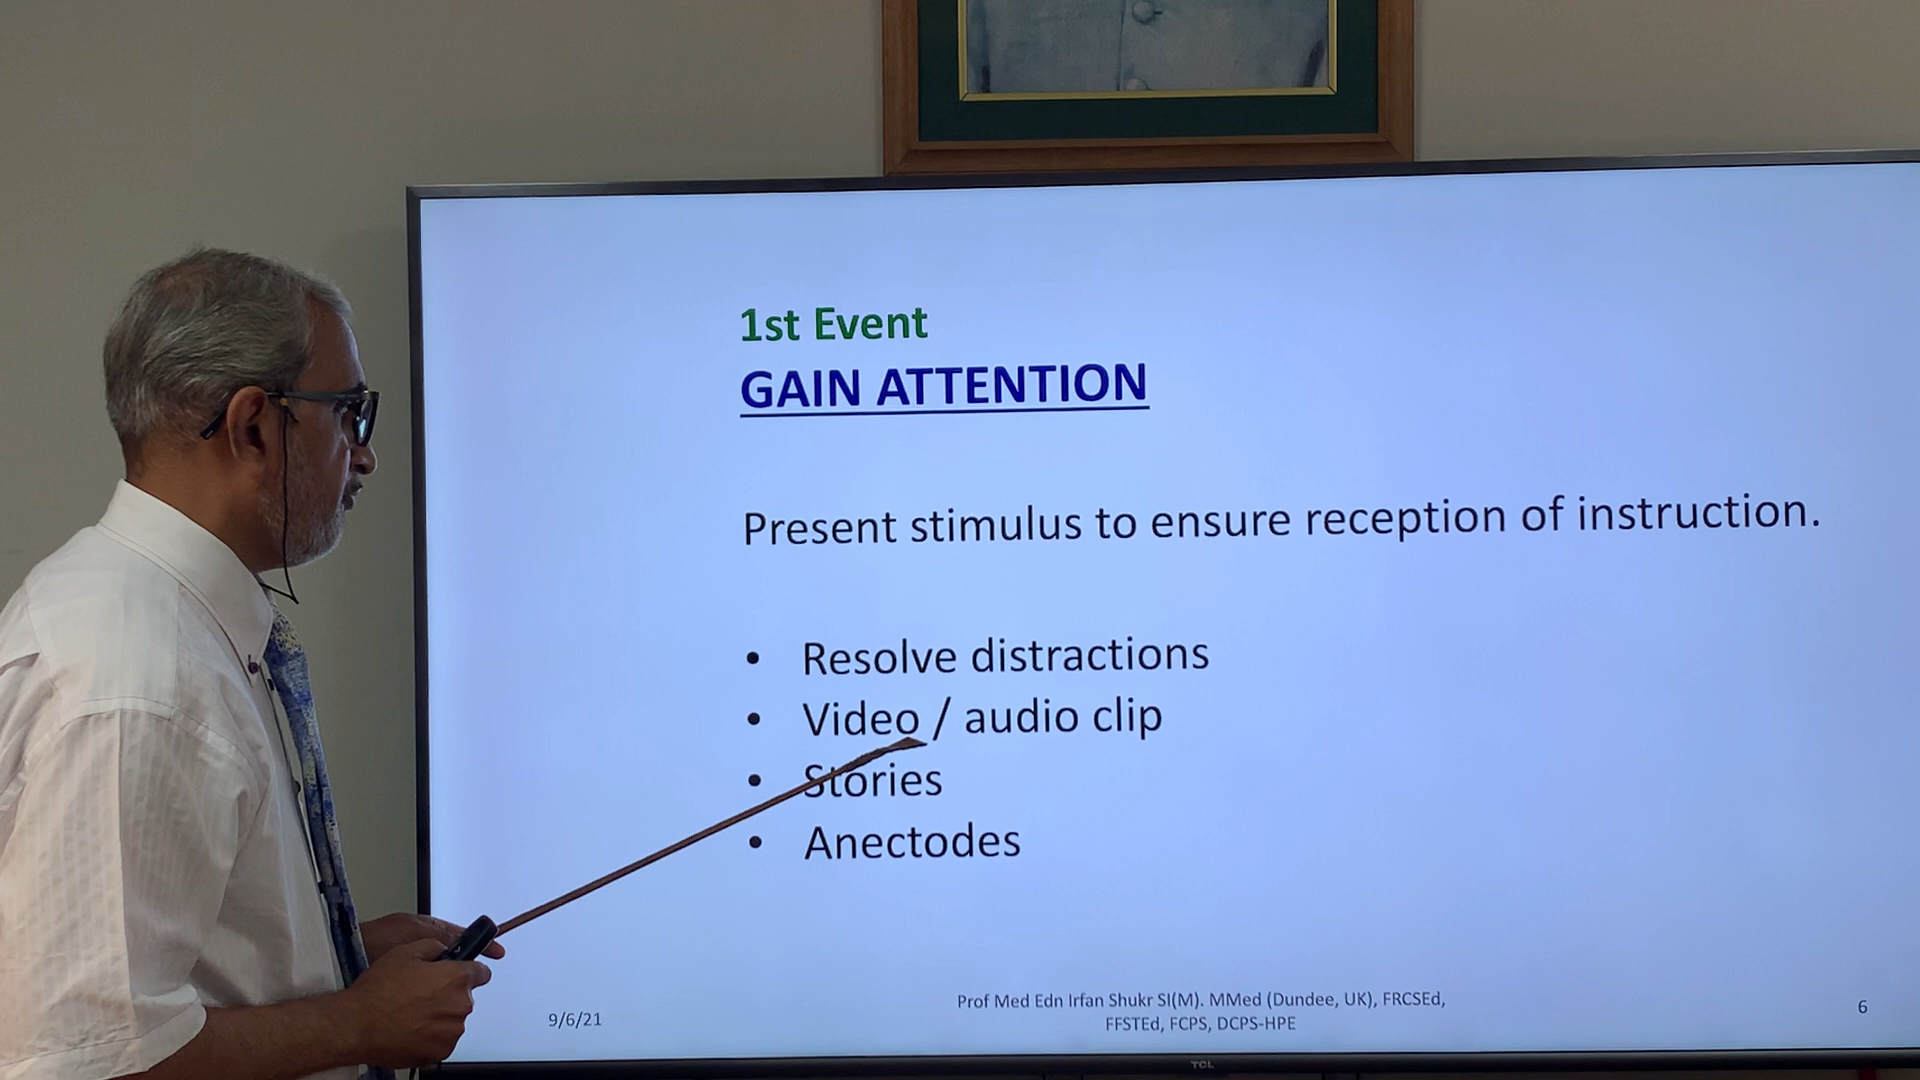 1st Event
GAIN ATTENTION
Present stimulus to ensure reception of instruction.
• Resolve distractions
• Video / audio clip
• Stories
• Anectodes
9/6/21
Prof Med Edn Irfan Shukr SI(M). MMed (Dundee, UK), FRCSEd,
FFSTEd, FCPS, DCPS-HPE
6
TCL